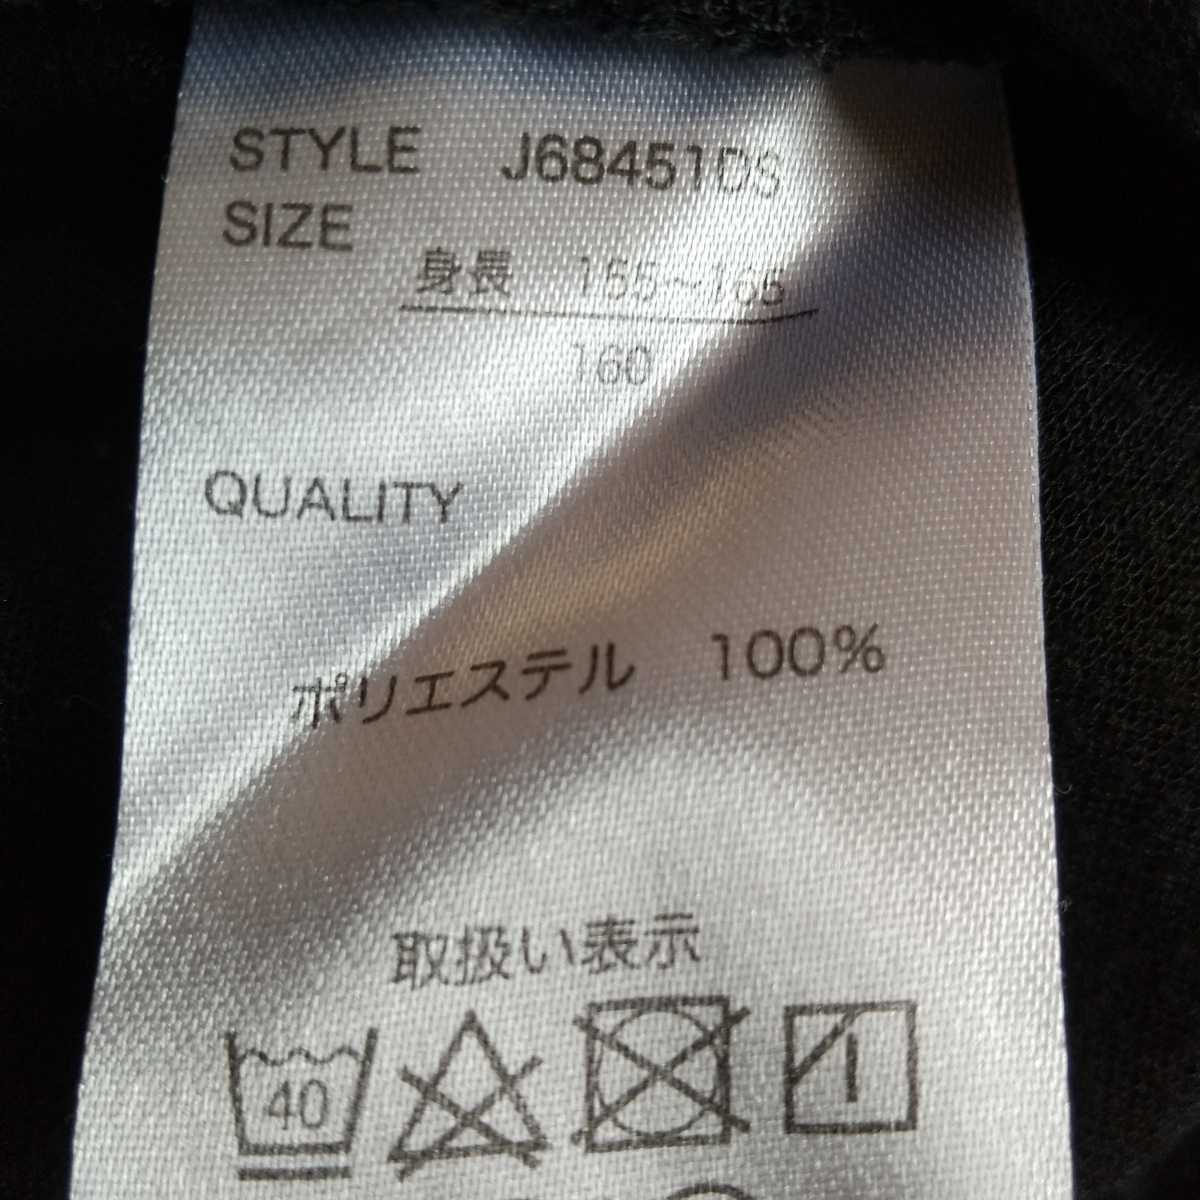 STYLE J68451DS
SIZE
身長 155~165
160
QUALITY
ポリエステル 100%
取扱い表示
40